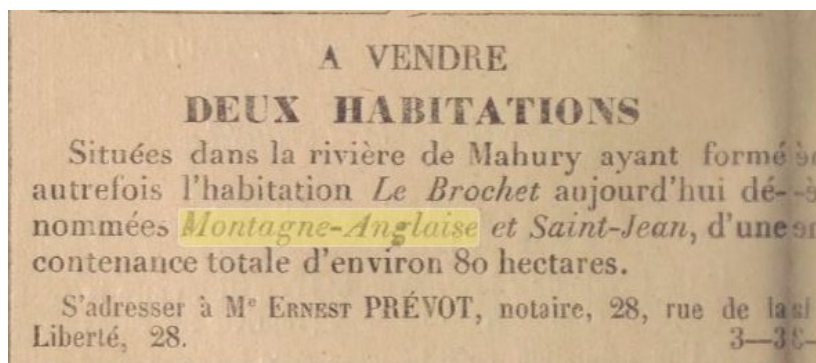 A VENDRE
DEUX HABITATIONS
Situées dans la rivière de Mahury ayant formé
autrefois l'habitation Le Brochet aujourd'hui dé-
nommées Montagne-Anglaise et Saint-Jean, d'une
contenance totale d'environ 80 hectares.
S'adresser à Me ERNEST PRÉVOT, notaire, 28, rue de la
Liberté, 28. 3—3